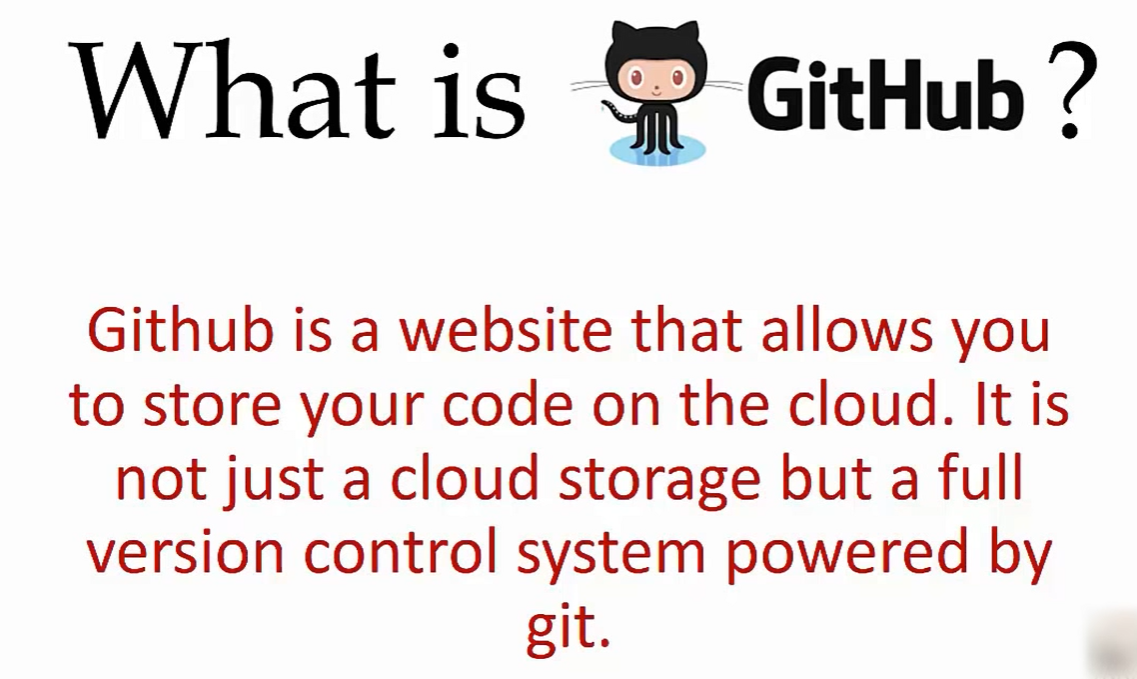 What is GitHub ?
Github is a website that allows you
to store your code on the cloud. It is
not just a cloud storage but a full
version control system powered by
git.